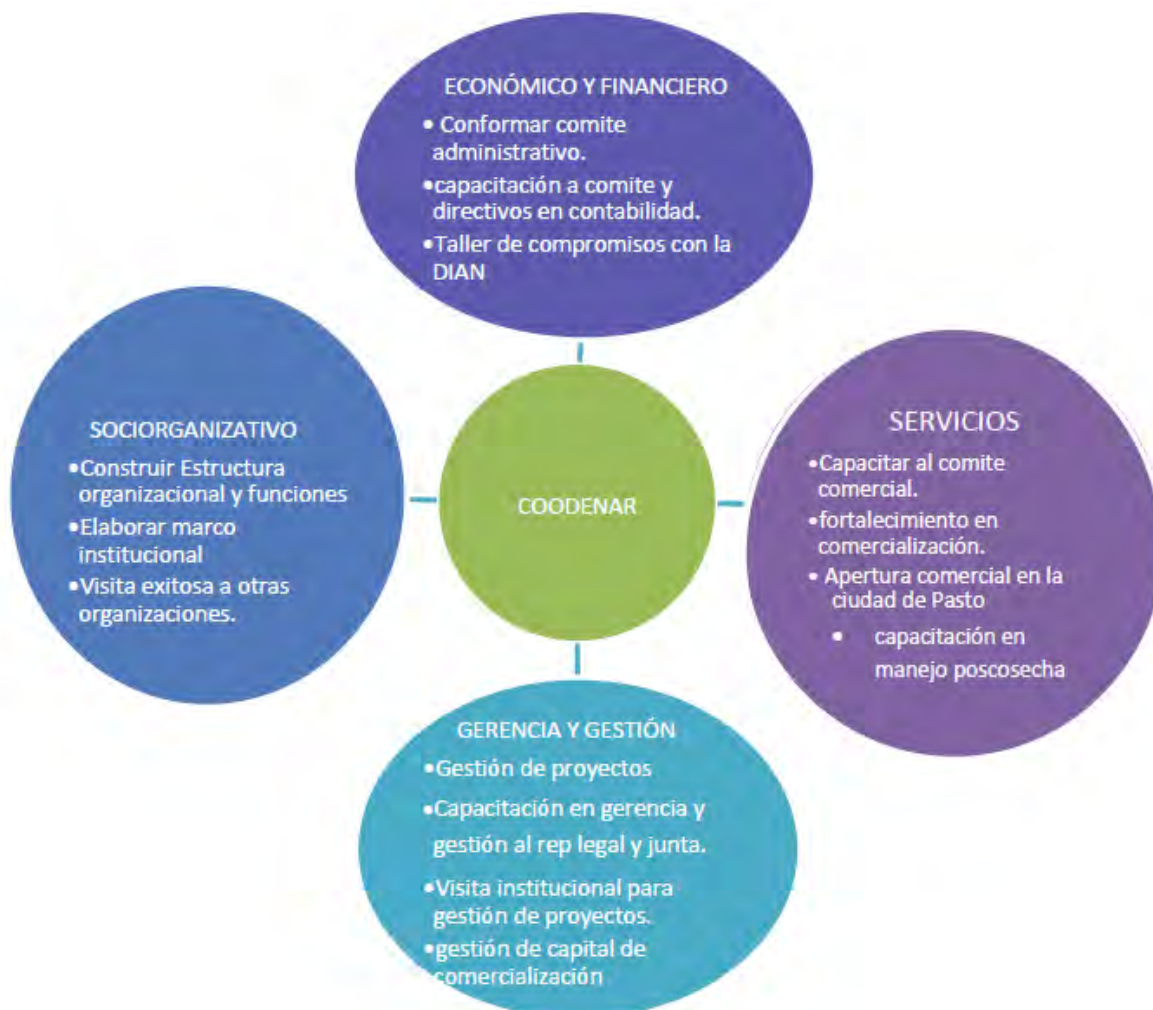 ECONÓMICO Y FINANCIERO
• Conformar comite
administrativo.
•capacitación a comite y
directivos en contabilidad.
•Taller de compromisos con la
DIAN
SOCIORGANIZATIVO
•Construir Estructura
organizacional y funciones
•Elaborar marco
institucional
•Visita exitosa a otras
organizaciones.
COODENAR
SERVICIOS
•Capacitar al comite
comercial.
•fortalecimiento en
comercialización.
• Apertura comercial en la
ciudad de Pasto
• capacitación en
manejo poscosecha
GERENCIA Y GESTIÓN
•Gestión de proyectos
•Capacitación en gerencia y
gestión al rep legal y junta.
•Visita institucional para
gestión de proyectos.
•gestión de capital de
comercialización